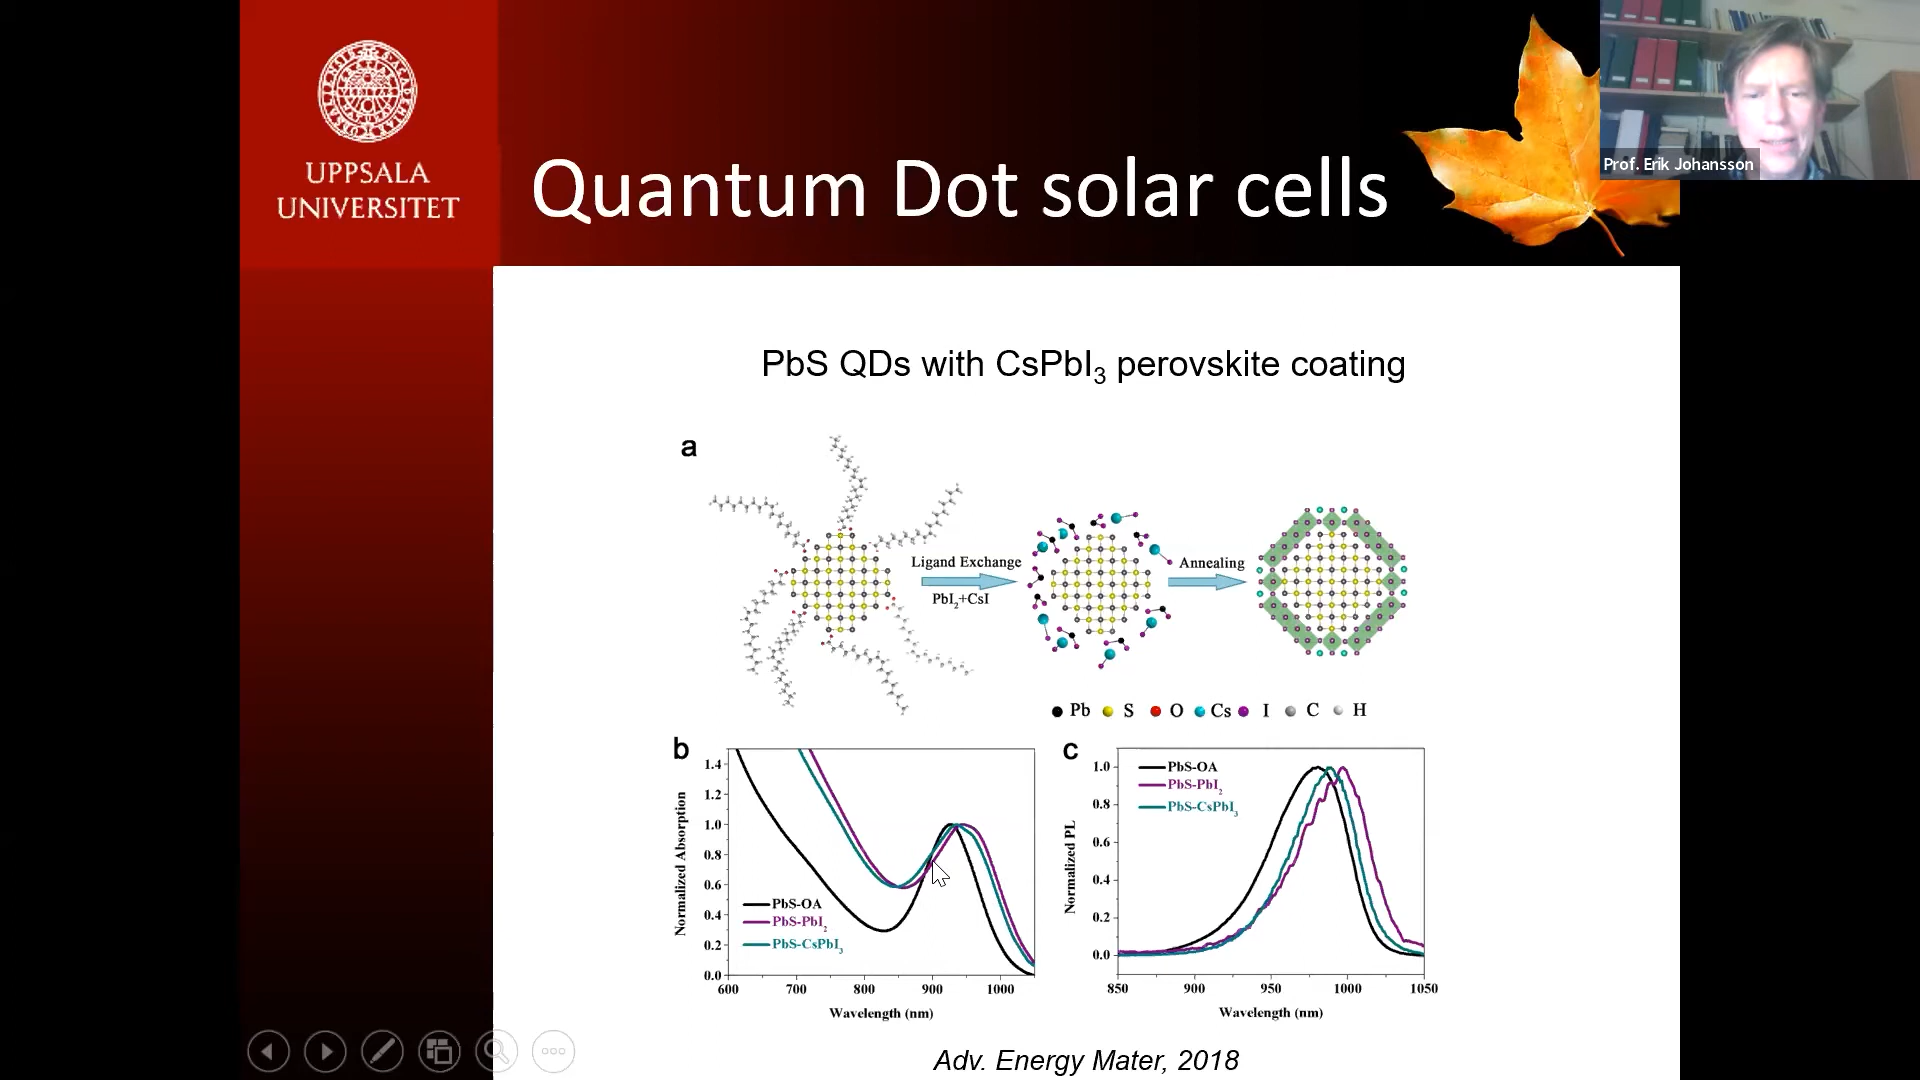 UPPSALA
UNIVERSITET
Quantum Dot solar cells
Prof. Erik Johansson
PbS QDs with CsPbI3 perovskite coating
a
Ligand Exchange
PbI2+CsI
Annealing
Pb S O Cs I C H
b
1.4
1.2
1.0
0.8
0.6
0.4
0.2
0.0
Normalized Absorption
PbS-OA
PbS-PbI2
PbS-CsPbI3
600 700 800 900 1000
Wavelength (nm)
c
1.0
0.8
0.6
0.4
0.2
0.0
Normalized PL
PbS-OA
PbS-PbI2
PbS-CsPbI3
850 900 950 1000 1050
Wavelength (nm)
Adv. Energy Mater, 2018